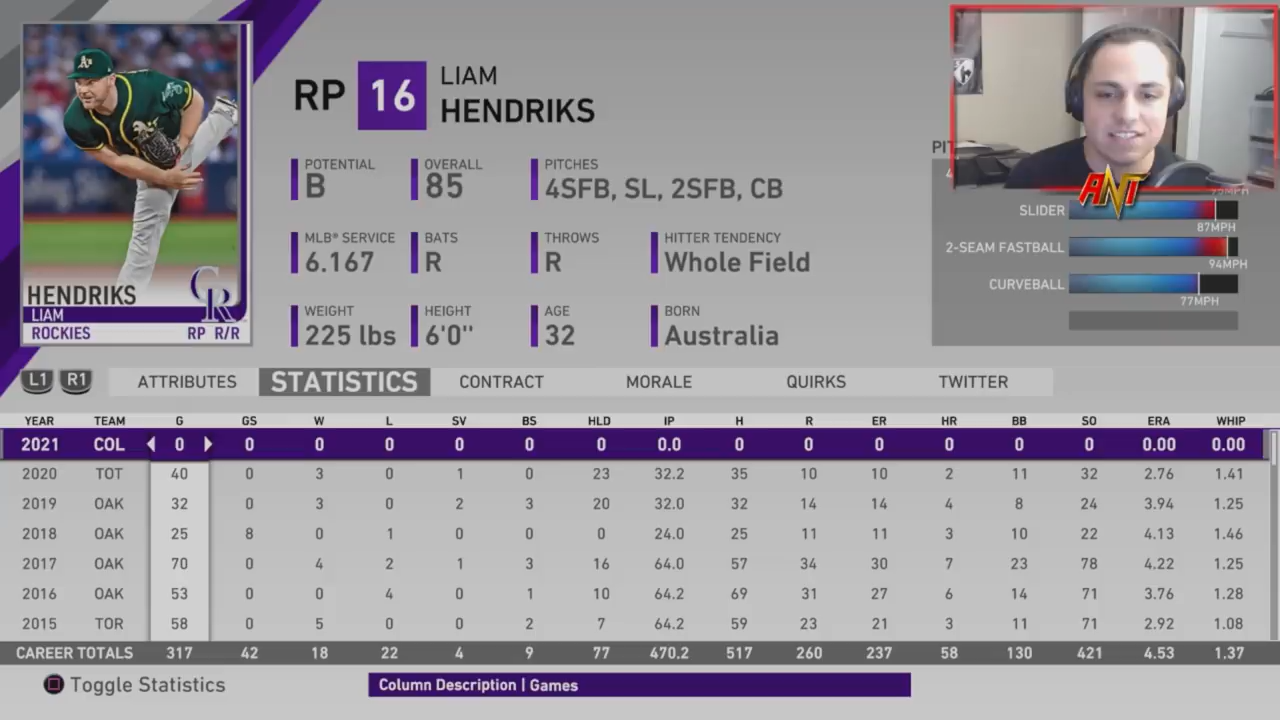 RP 16 LIAM
HENDRIKS
POTENTIAL OVERALL PITCHES
B 85 4SFB, SL, 2SFB, CB
MLB® SERVICE BATS THROWS HITTER TENDENCY
6.167 R R Whole Field
WEIGHT HEIGHT AGE BORN
225 lbs 6'0" 32 Australia
HENDRIKS
LIAM
ROCKIES RP R/R
CR
A's
ANT
SLIDER
87MPH
2-SEAM FASTBALL
94MPH
CURVEBALL
77MPH
L1 R1 ATTRIBUTES STATISTICS CONTRACT MORALE QUIRKS TWITTER
YEAR TEAM G GS W L SV BS HLD IP H R ER HR BB SO ERA WHIP
2021 COL 0 0 0 0 0 0 0 0.0 0 0 0 0 0 0 0.00 0.00
2020 TOT 40 0 3 0 1 0 23 32.2 35 10 10 2 11 32 2.76 1.41
2019 OAK 32 0 3 0 2 3 20 32.0 32 14 14 4 8 24 3.94 1.25
2018 OAK 25 8 0 1 0 0 0 24.0 25 11 11 3 10 22 4.13 1.46
2017 OAK 70 0 4 2 1 3 16 64.0 57 34 30 7 23 78 4.22 1.25
2016 OAK 53 0 0 4 0 1 10 64.2 69 31 27 6 14 71 3.76 1.28
2015 TOR 58 0 5 0 0 2 7 64.2 59 23 21 3 11 71 2.92 1.08
CAREER TOTALS 317 42 18 22 4 9 77 470.2 517 260 237 58 130 421 4.53 1.37
Toggle Statistics
Column Description | Games